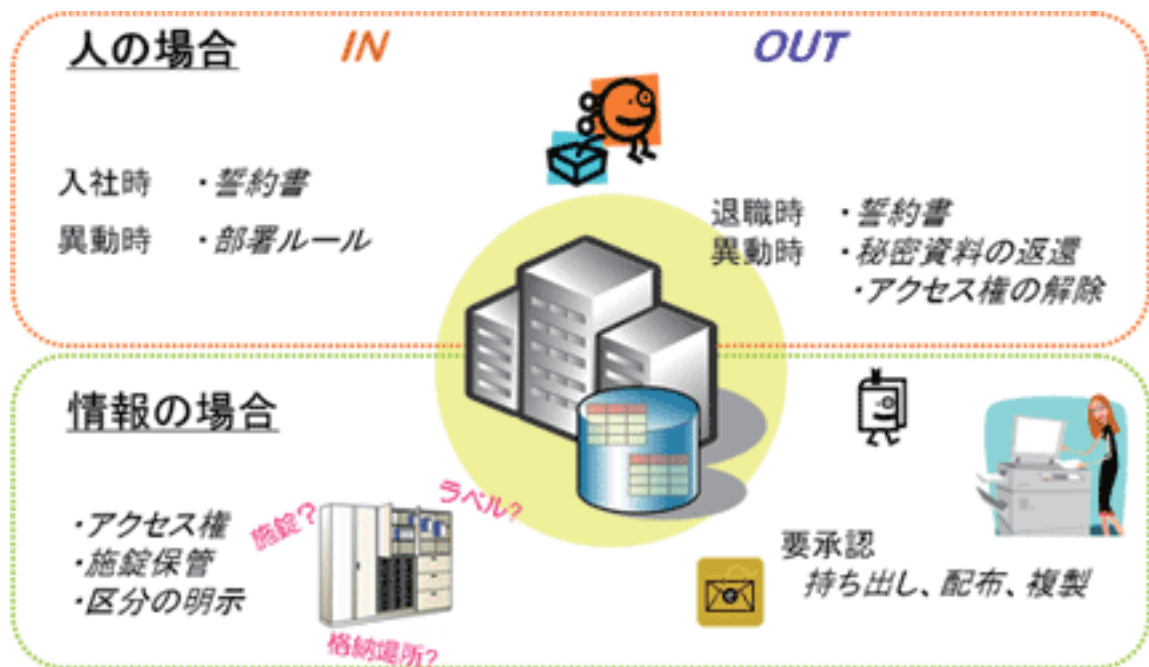 人の場合
IN
OUT
入社時 ・誓約書
異動時 ・部署ルール
退職時 ・誓約書
異動時 ・秘密資料の返還
・アクセス権の解除
情報の場合
・アクセス権
・施錠保管
・区分の明示
施錠?
ラベル?
格納場所?
要承認
持ち出し、配布、複製